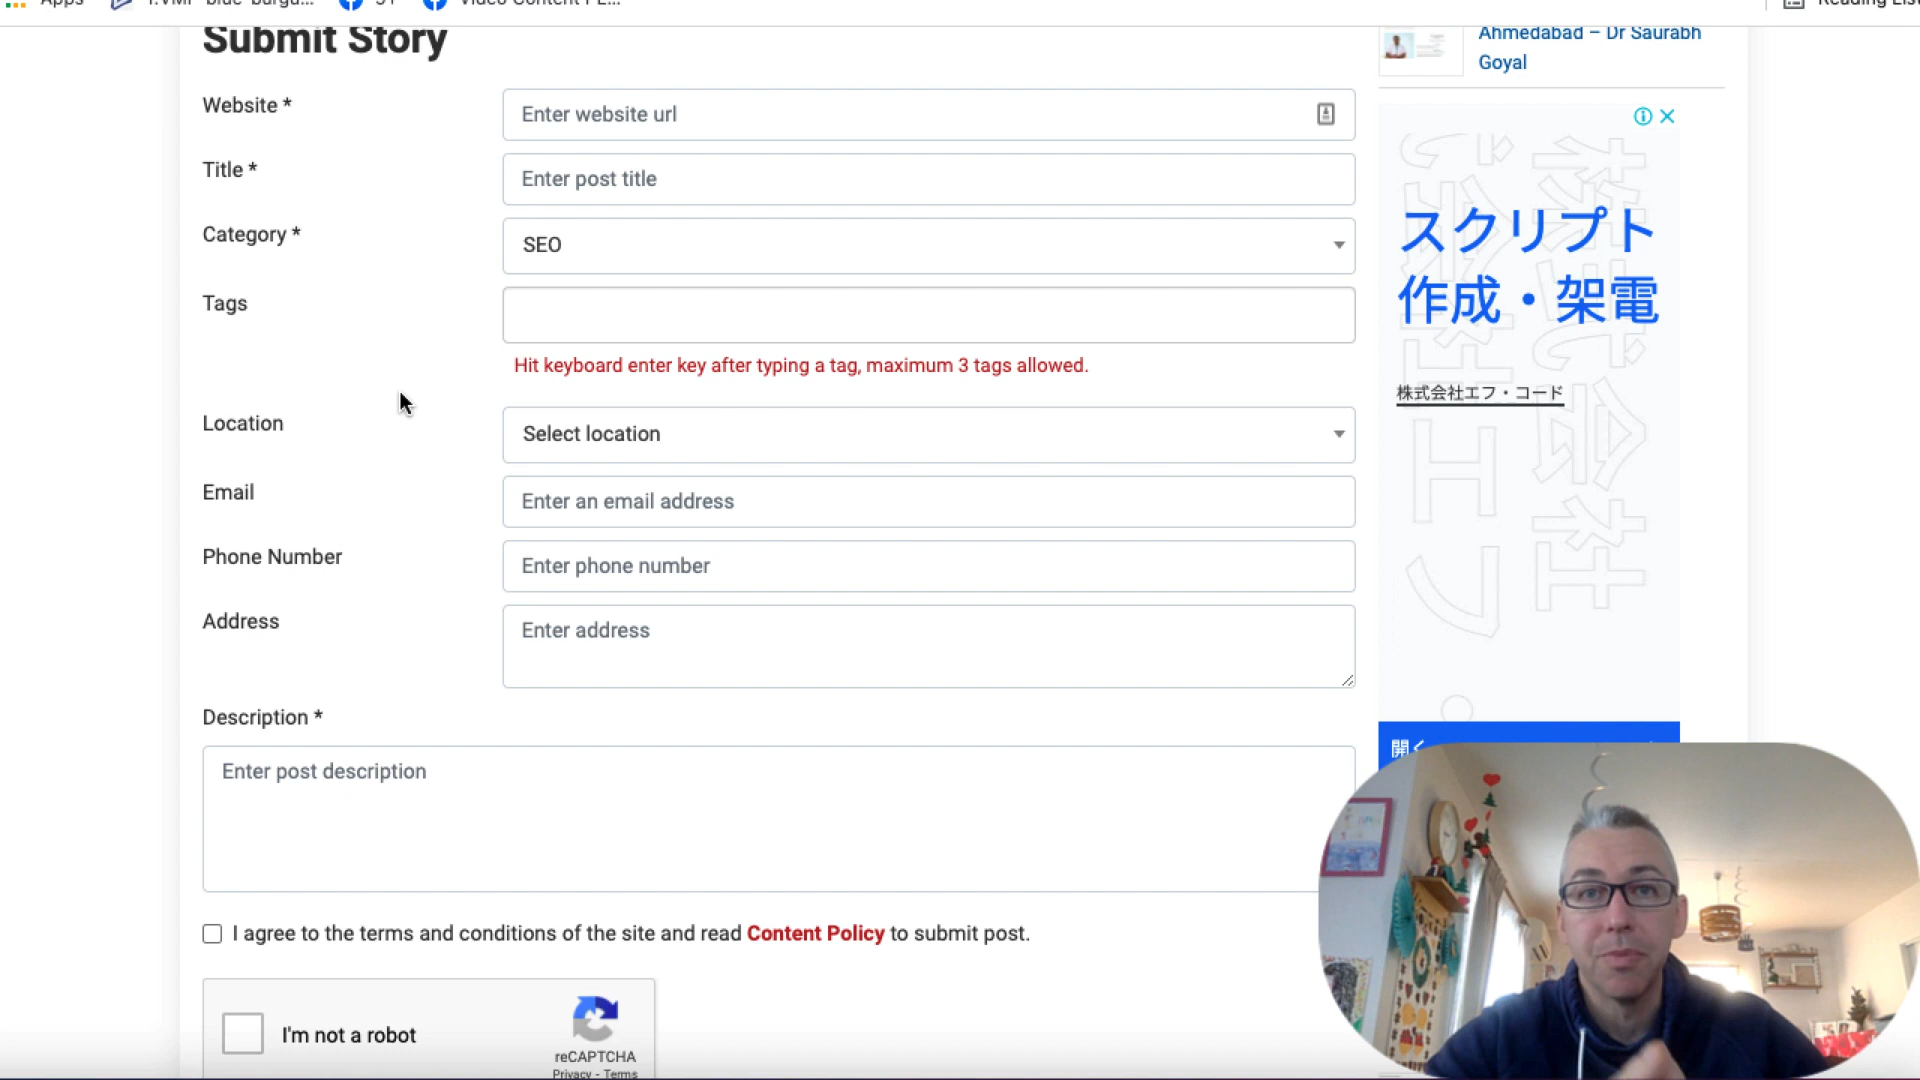 Apps
Submit Story
Ahmedabad – Dr Saurabh
Goyal
Website *
Enter website url
Title *
Enter post title
Category *
SEO
Tags
Hit keyboard enter key after typing a tag, maximum 3 tags allowed.
Location
Select location
Email
Enter an email address
Phone Number
Enter phone number
Address
Enter address
Description *
Enter post description
I agree to the terms and conditions of the site and read Content Policy to submit post.
I'm not a robot
reCAPTCHA
Privacy - Terms
スクリプト
作成・架電
株式会社エフ・コード
開く